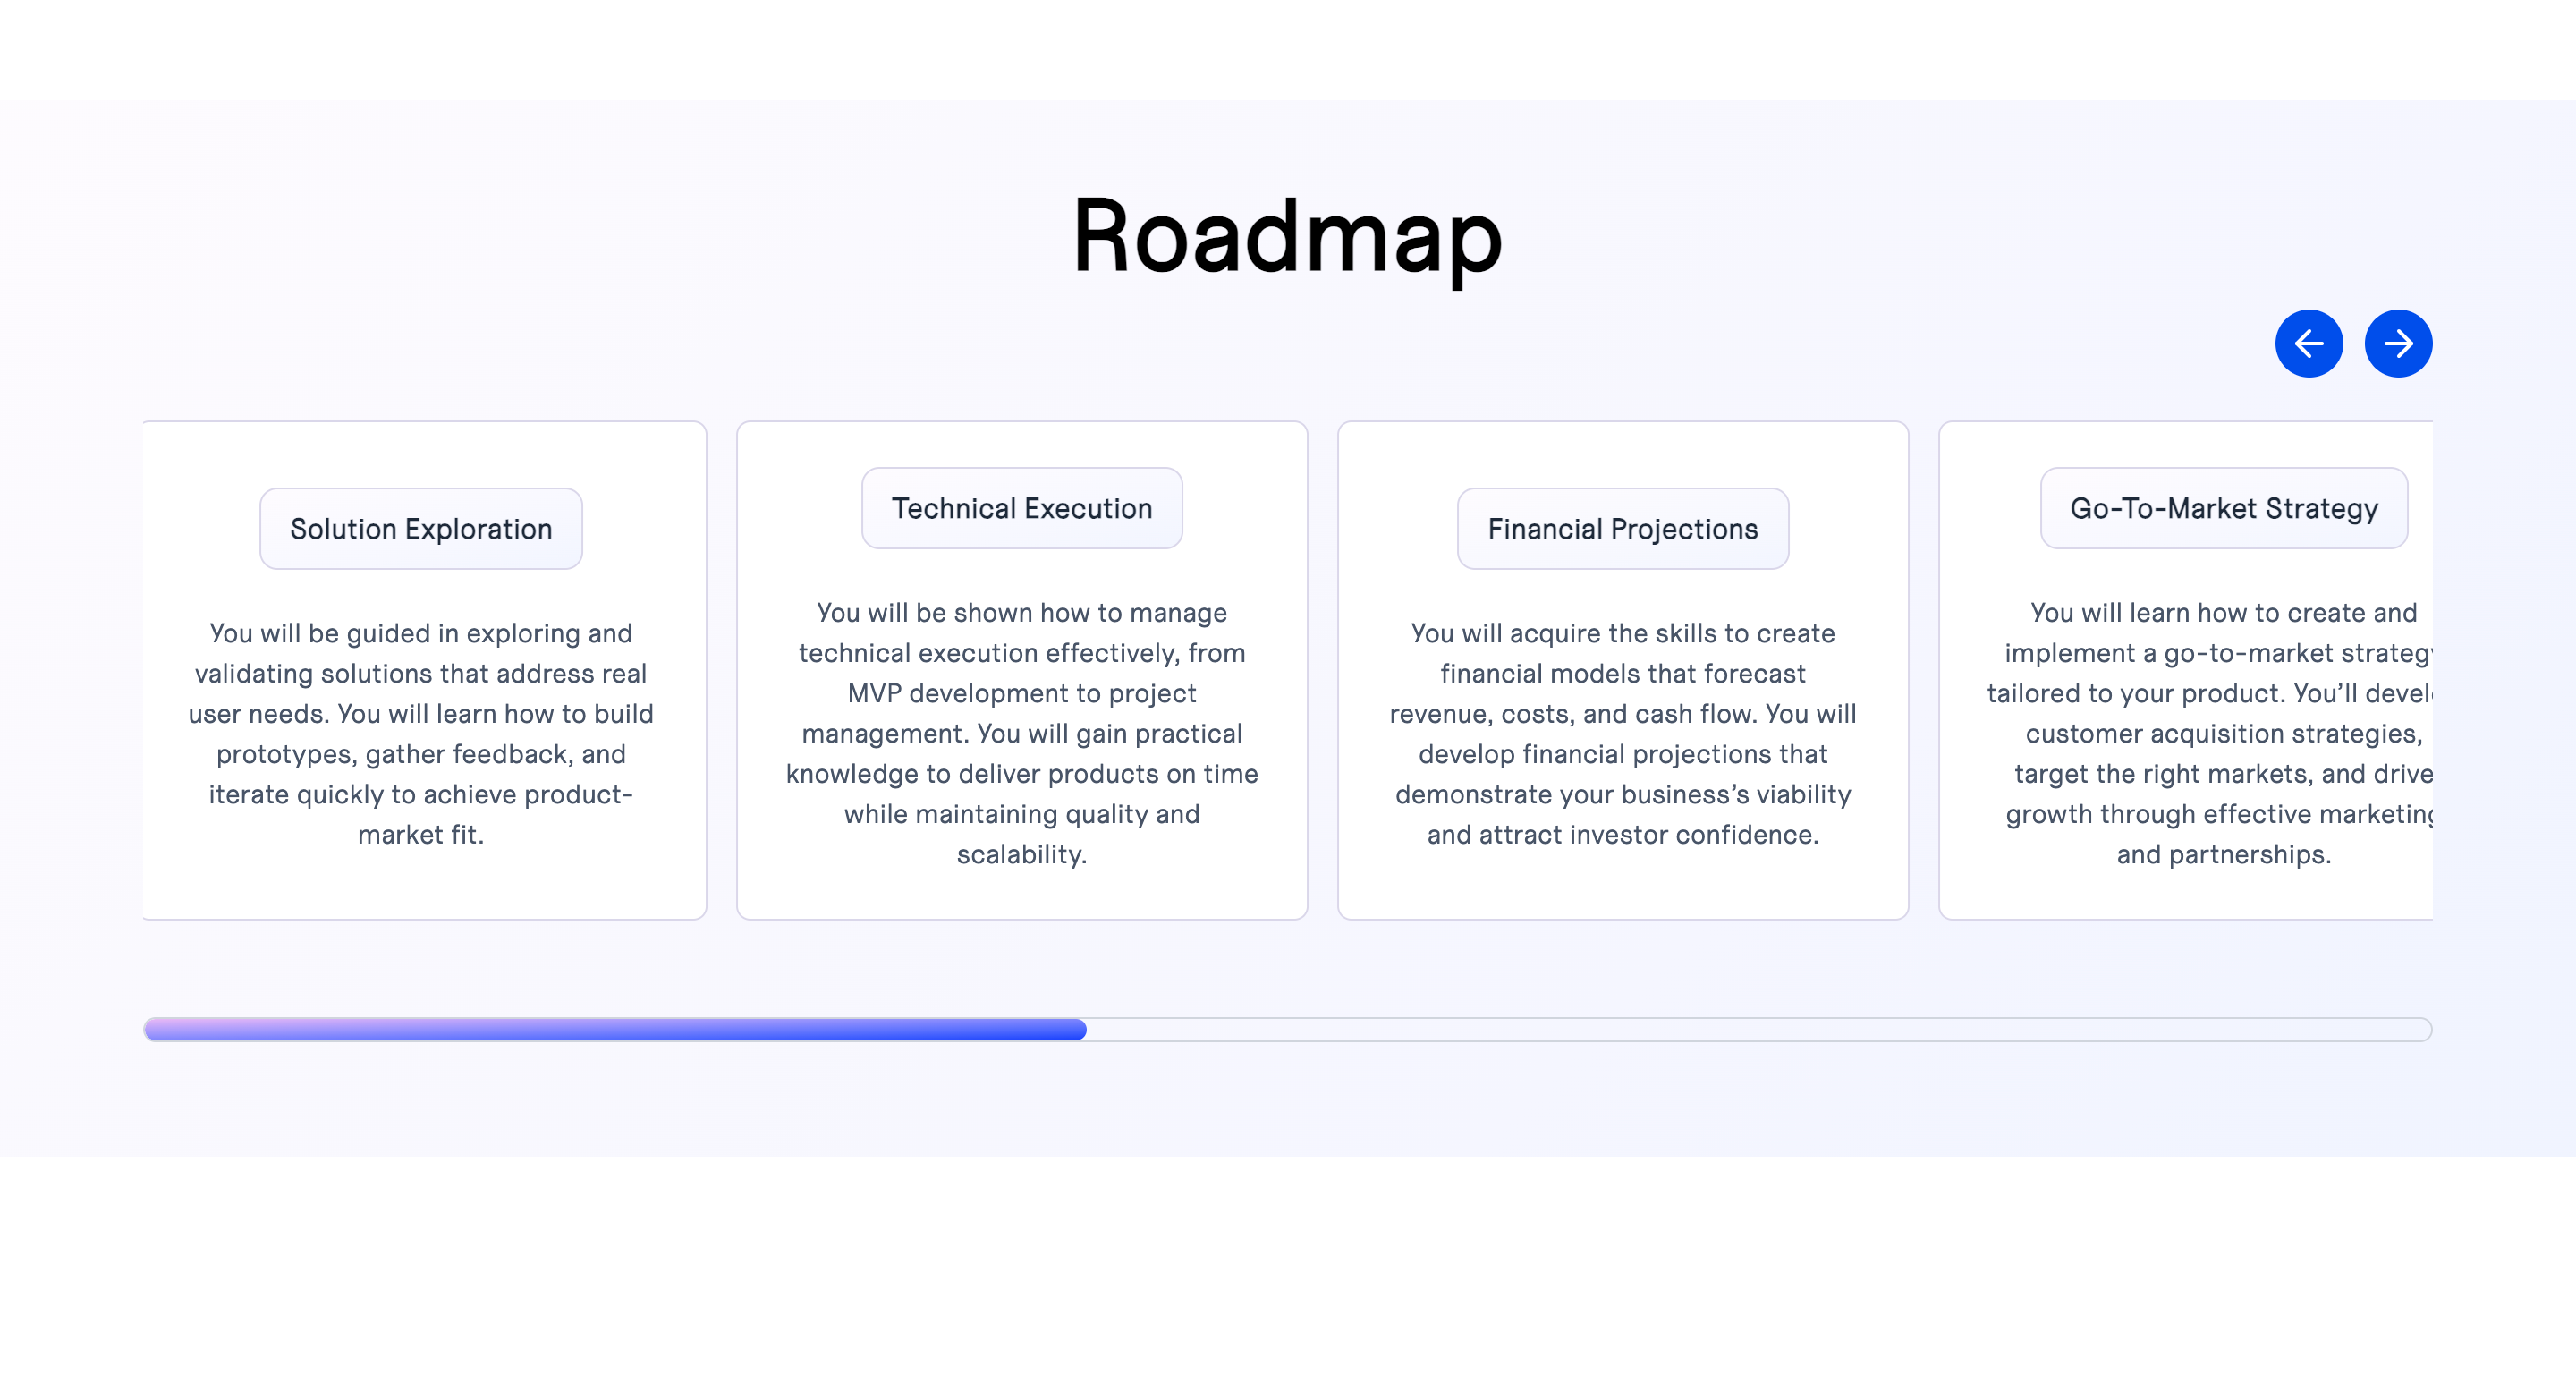 Roadmap
Solution Exploration
You will be guided in exploring and
validating solutions that address real
user needs. You will learn how to build
prototypes, gather feedback, and
iterate quickly to achieve product-
market fit.
Technical Execution
You will be shown how to manage
technical execution effectively, from
MVP development to project
management. You will gain practical
knowledge to deliver products on time
while maintaining quality and
scalability.
Financial Projections
You will acquire the skills to create
financial models that forecast
revenue, costs, and cash flow. You will
develop financial projections that
demonstrate your business’s viability
and attract investor confidence.
Go-To-Market Strategy
You will learn how to create and
implement a go-to-market strategy
tailored to your product. You’ll
customer acquisition strategies,
target the right markets, and drive
growth through effective marketing
and partnerships.